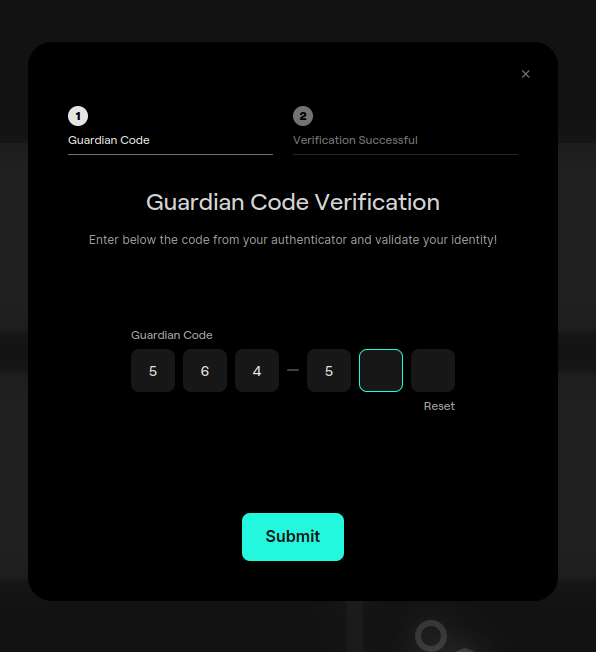 ×
1
Guardian Code
2
Verification Successful
Guardian Code Verification
Enter below the code from your authenticator and validate your identity!
Guardian Code
5 6 4 – 5
Reset
Submit